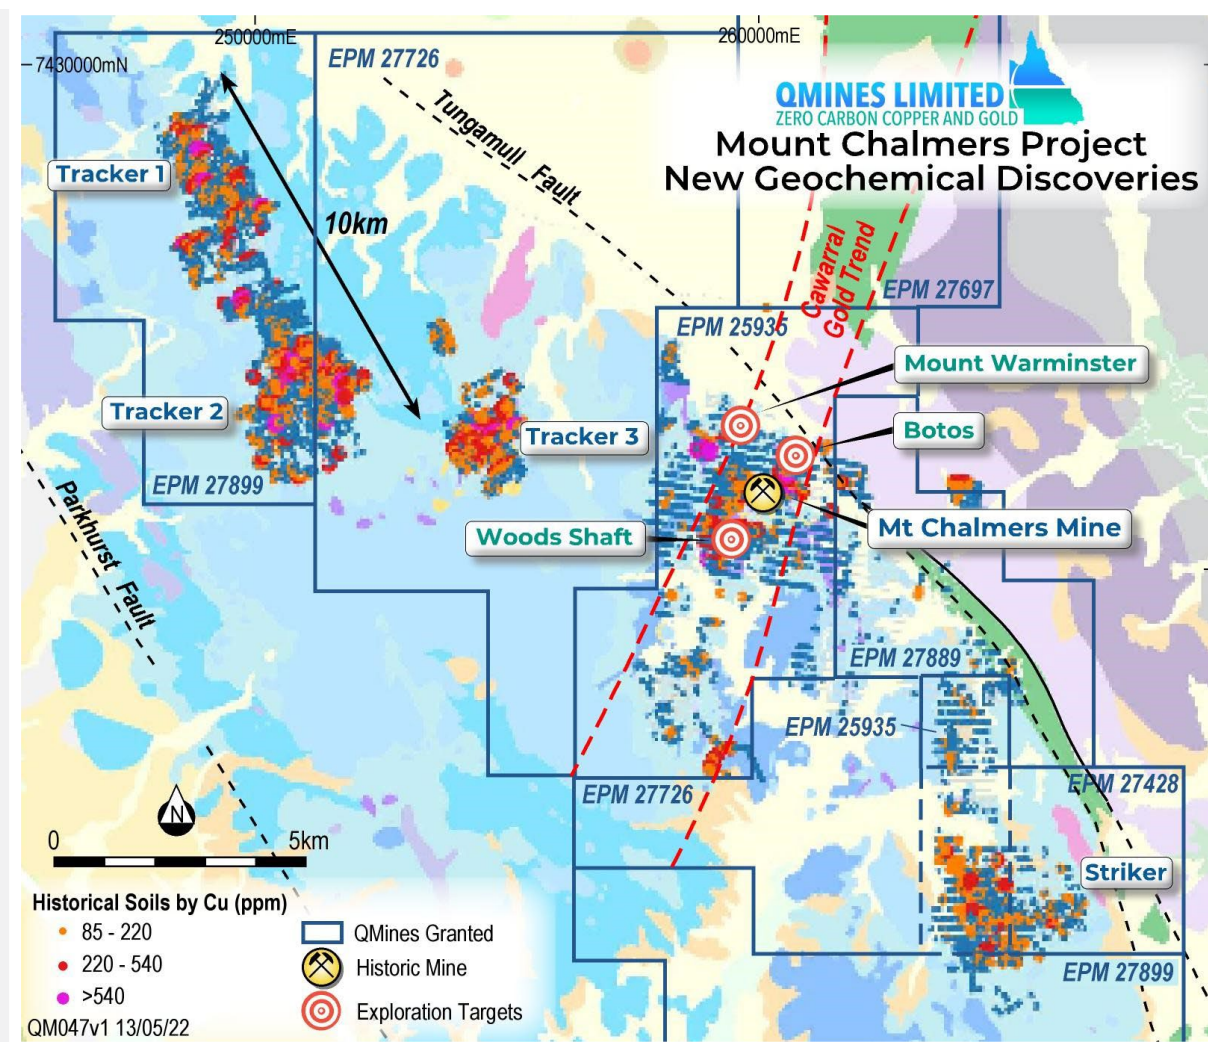 250000mE
260000mE
7430000mN
EPM 27726
QMINES LIMITED
ZERO CARBON COPPER AND GOLD
Mount Chalmers Project
New Geochemical Discoveries
Tungamull Fault
Tracker 1
10km
Cawarral
Gold Trend
EPM 27697
EPM 25935
Mount Warminster
Tracker 2
Tracker 3
Botos
EPM 27899
Parkhurst Fault
Woods Shaft
Mt Chalmers Mine
EPM 27889
EPM 25935
EPM 27428
EPM 27726
N
0 5km
Striker
Historical Soils by Cu (ppm)
85 - 220
220 - 540
>540
QM047v1 13/05/22
QMines Granted
Historic Mine
Exploration Targets
EPM 27899